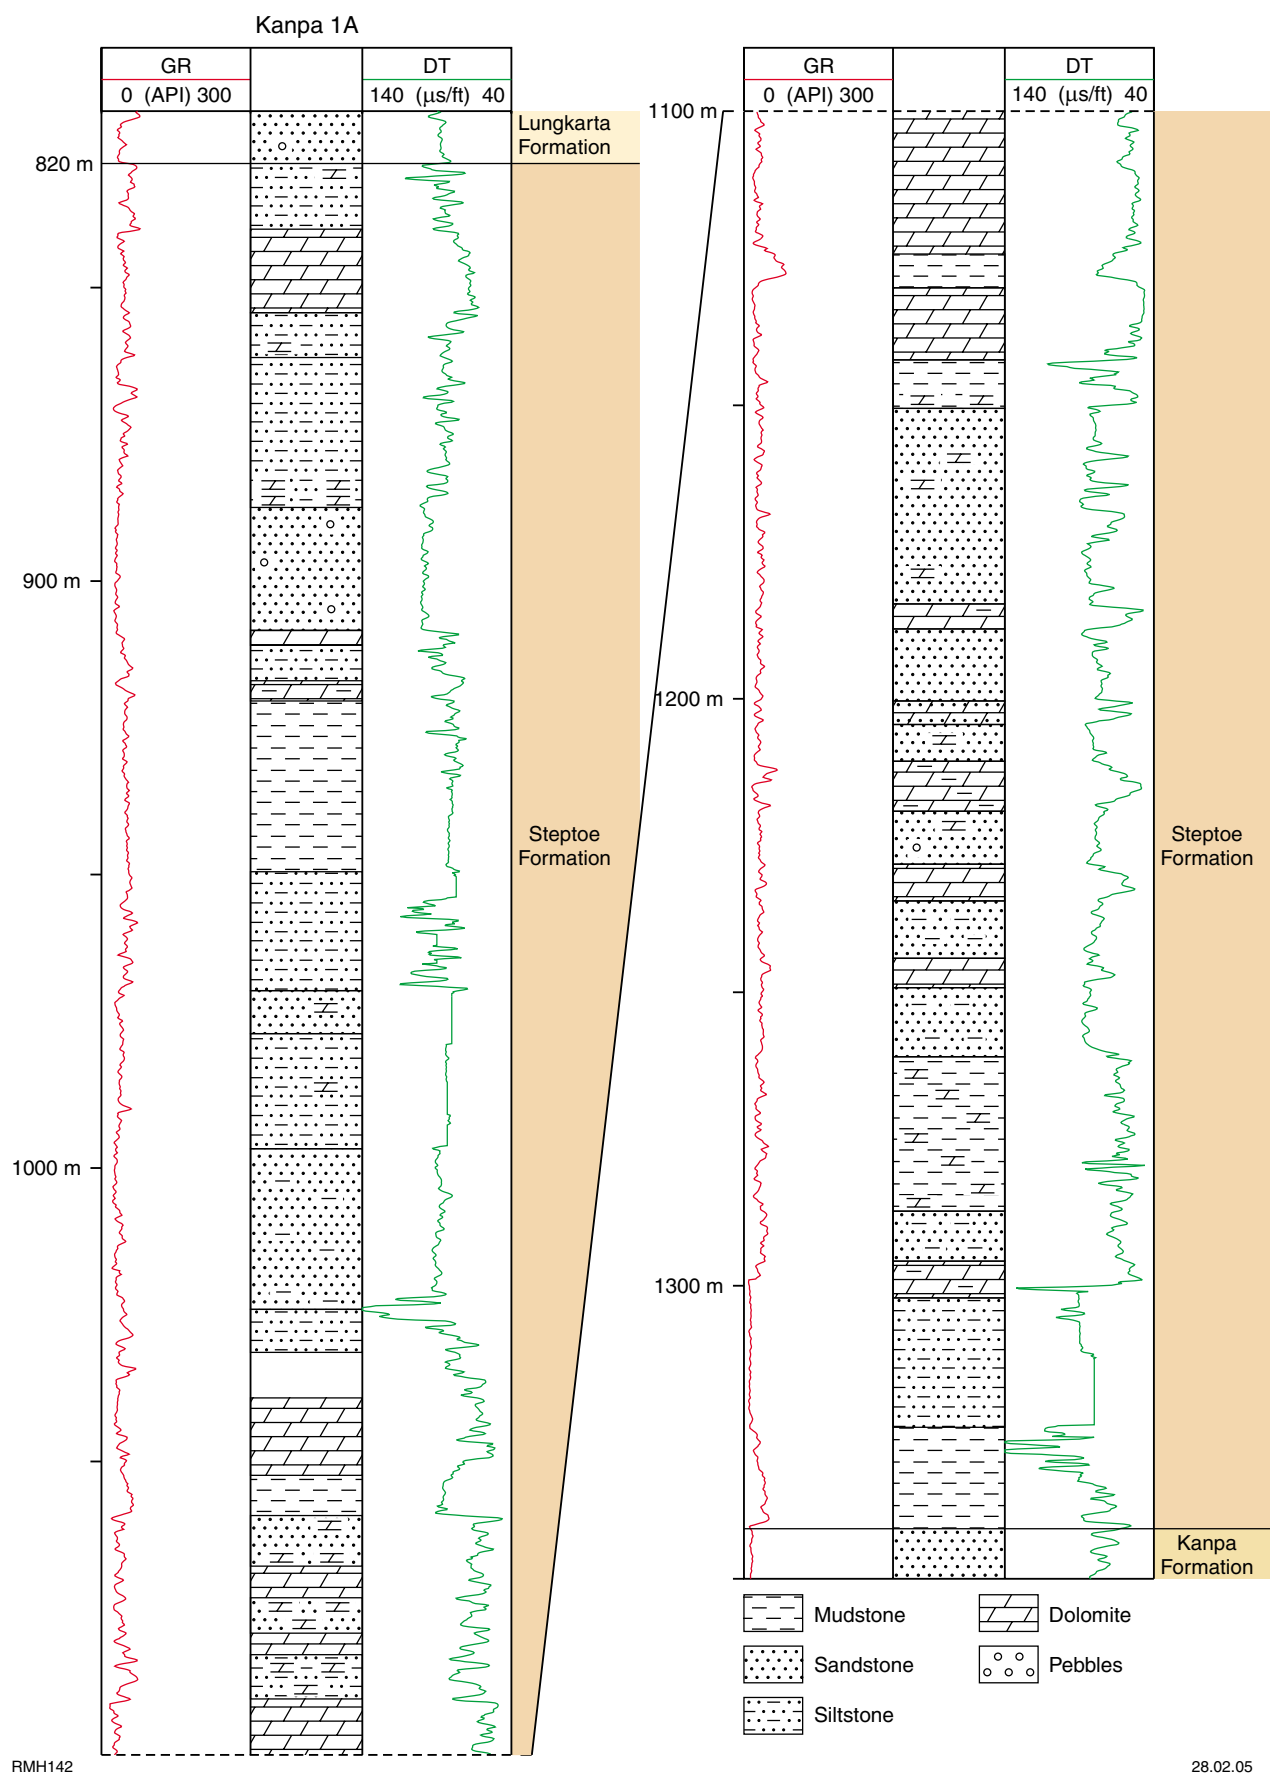 Kanpa 1A
GR
0 (API) 300
DT
140 (µs/ft) 40
GR
0 (API) 300
DT
140 (µs/ft) 40
Lungkarta
Formation
820 m
900 m
1000 m
Steptoe
Formation
1100 m
1200 m
1300 m
Steptoe
Formation
Kanpa
Formation
Mudstone
Dolomite
Sandstone
Pebbles
Siltstone
RMH142
28.02.05